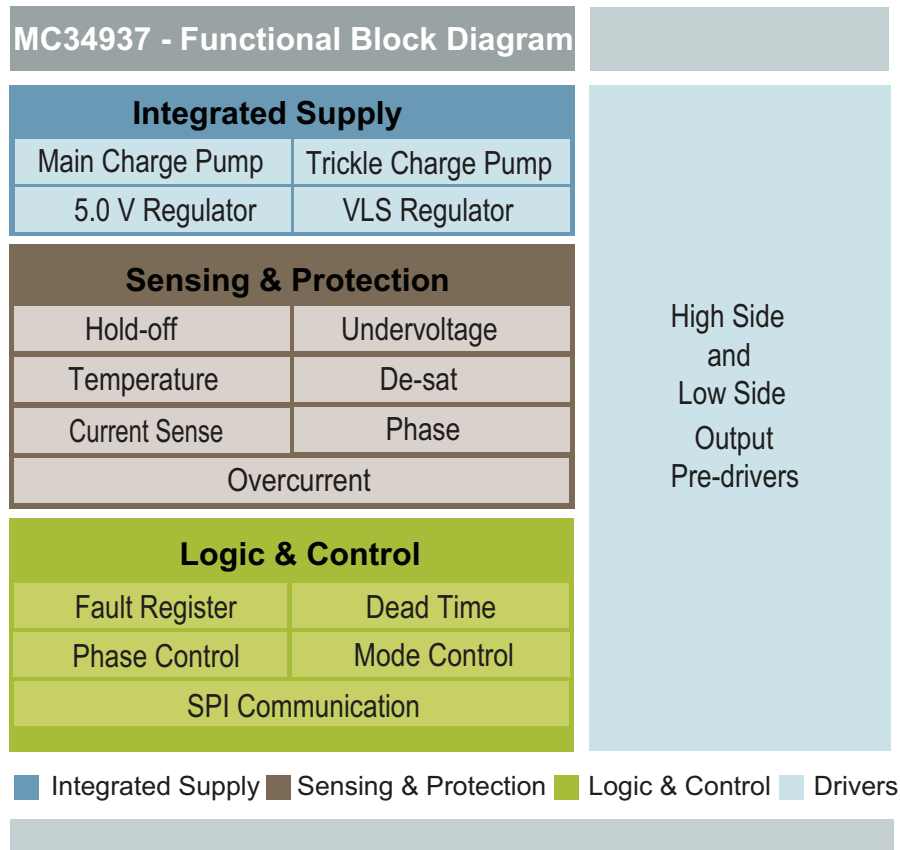 MC34937 - Functional Block Diagram
Integrated Supply
Main Charge Pump
Trickle Charge Pump
5.0 V Regulator
VLS Regulator
Sensing & Protection
Hold-off
Undervoltage
Temperature
De-sat
Current Sense
Phase
Overcurrent
Logic & Control
Fault Register
Dead Time
Phase Control
Mode Control
SPI Communication
High Side
and
Low Side
Output
Pre-drivers
Integrated Supply
Sensing & Protection
Logic & Control
Drivers